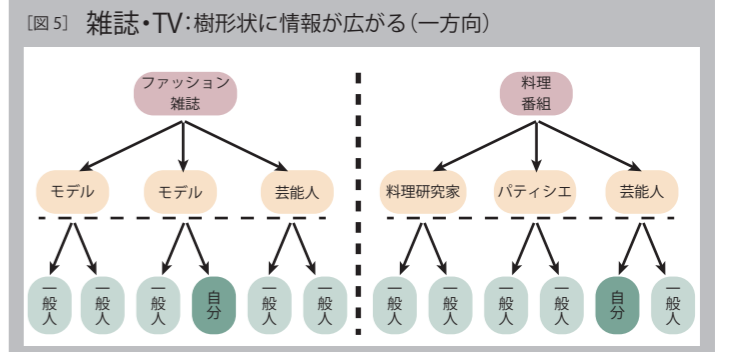 ［図5］ 雑誌・TV：樹形状に情報が広がる（一方向）
ファッション
雑誌
料理
番組
モデル
モデル
芸能人
料理研究家
パティシエ
芸能人
一般人
一般人
一般人
自分
一般人
一般人
一般人
一般人
一般人
一般人
自分
一般人